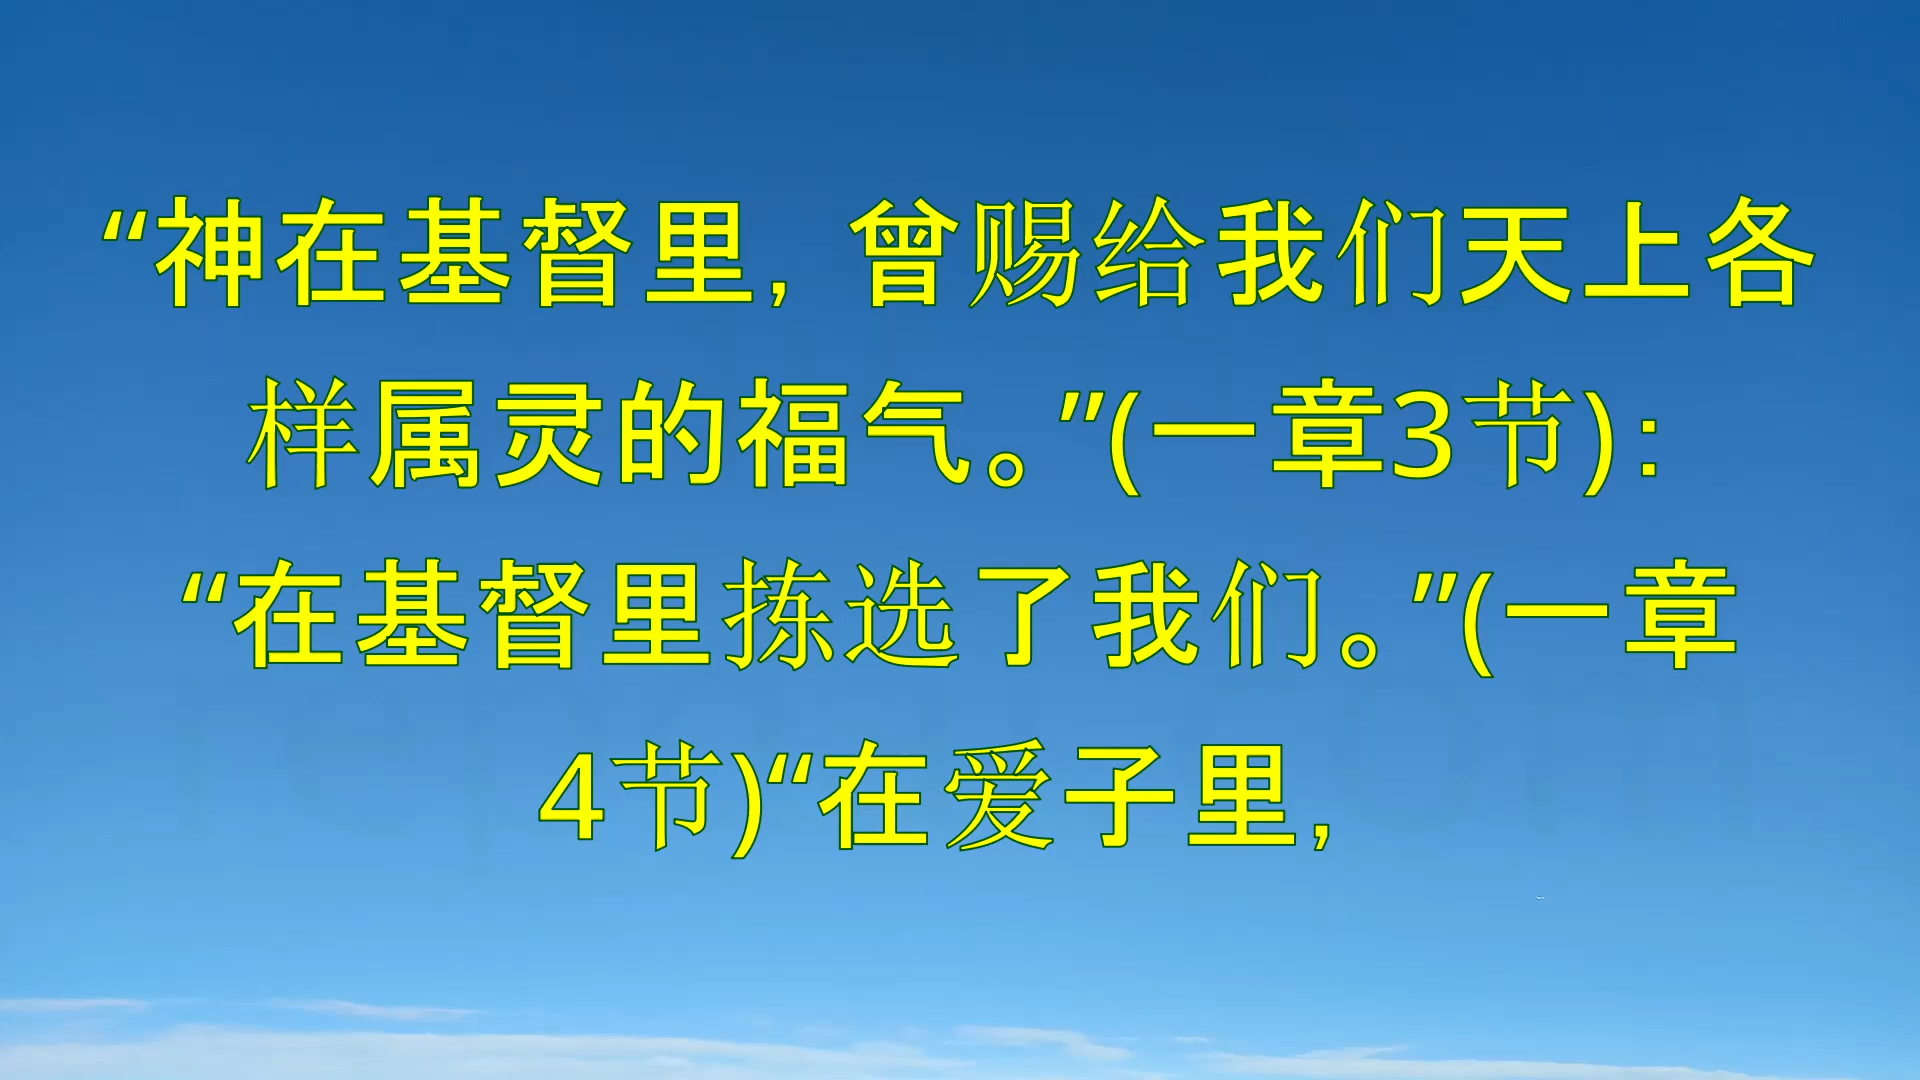 “神在基督里，曾赐给我们天上各
样属灵的福气。”(一章3节)：
“在基督里拣选了我们。”(一章
4节)“在爱子里，